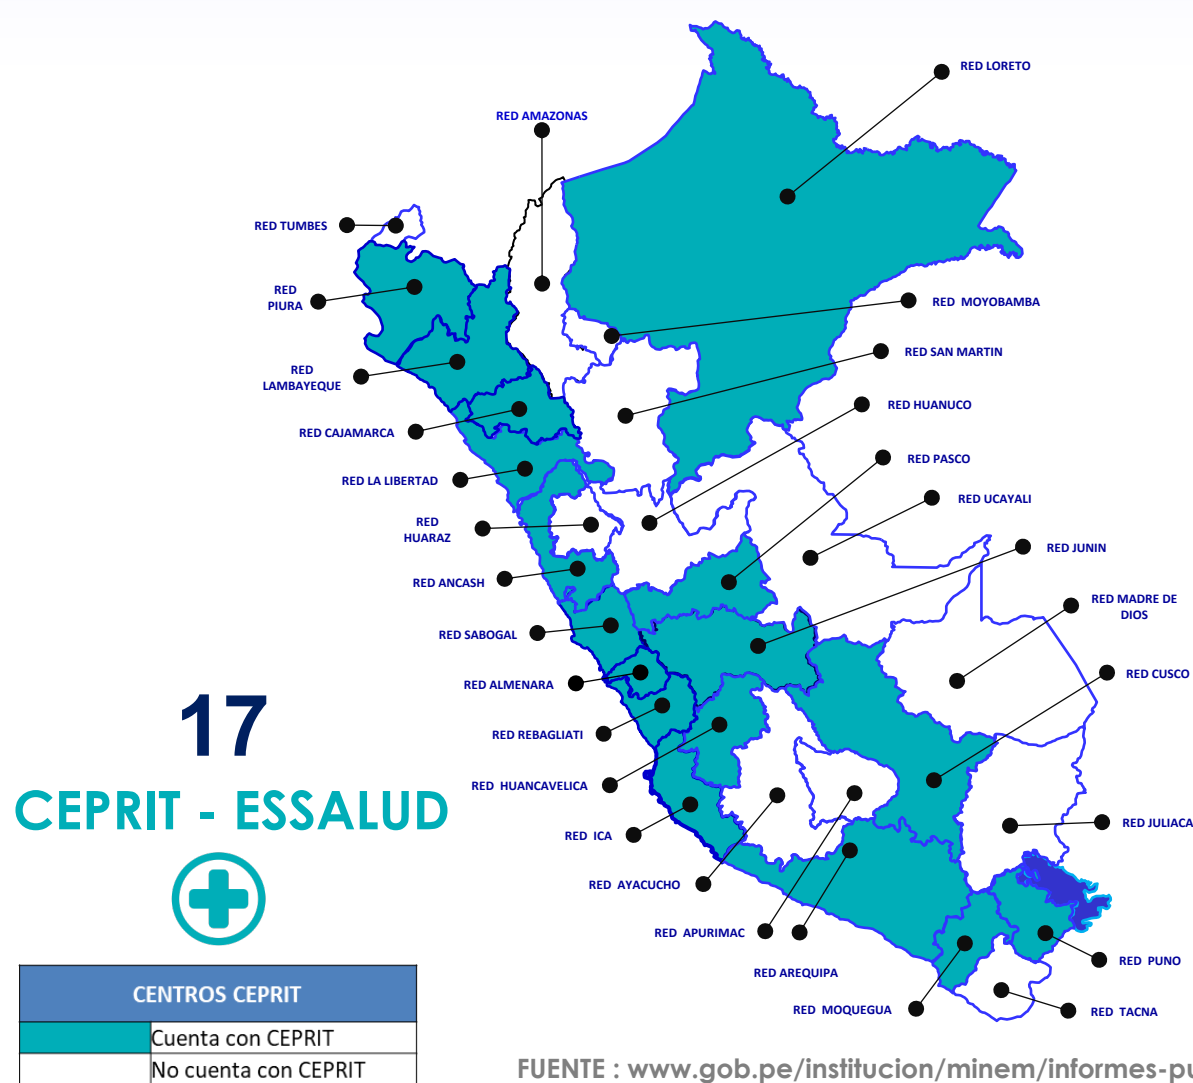 RED LORETO
RED AMAZONAS
RED TUMBES
RED
PIURA
RED MOYOBAMBA
RED SAN MARTIN
RED
LAMBAYEQUE
RED HUANUCO
RED CAJAMARCA
RED PASCO
RED LA LIBERTAD
RED UCAYALI
RED
HUARAZ
RED JUNIN
RED ANCASH
RED MADRE DE
DIOS
RED SABOGAL
RED CUSCO
RED ALMENARA
RED REBAGLIATI
RED HUANCAVELICA
RED JULIACA
RED ICA
RED AYACUCHO
RED APURIMAC
RED AREQUIPA
RED PUNO
RED MOQUEGUA
RED TACNA
17
CEPRIT - ESSALUD
CENTROS CEPRIT
Cuenta con CEPRIT
No cuenta con CEPRIT
FUENTE : www.gob.pe/institucion/minem/informes-pu